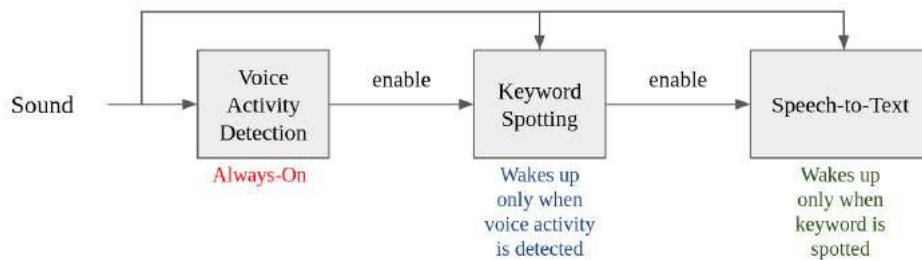 Sound
Voice
Activity
Detection
Always-On
enable
Keyword
Spotting
Wakes up
only when
voice activity
is detected
enable
Speech-to-Text
Wakes up
only when
keyword is
spotted